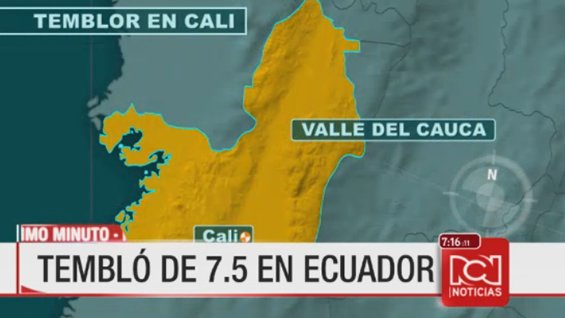 TEMBLOR EN CALI
VALLE DEL CAUCA
N
Cali
IMO MINUTO -
7:16:11
TEMBLÓ DE 7.5 EN ECUADOR
RCN
NOTICIAS